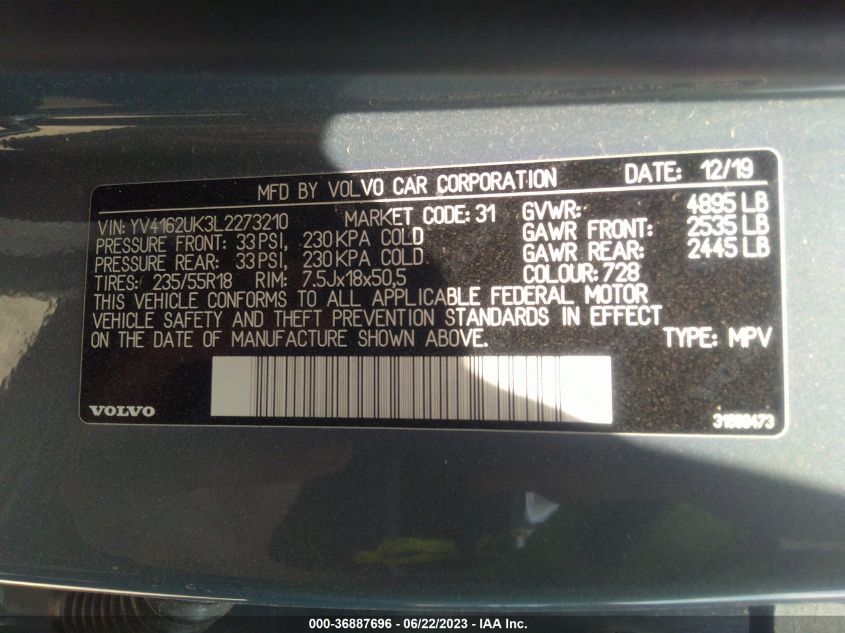 MFD BY VOLVO CAR CORPORATION DATE: 12/19
VIN: YV4162UK3L2273210 MARKET CODE: 31 GVWR: 4895 LB
PRESSURE FRONT: 33 PSI, 230 KPA COLD GAWR FRONT: 2535 LB
PRESSURE REAR: 33 PSI, 230 KPA COLD GAWR REAR: 2445 LB
TIRES: 235/55R18 RIM: 7.5Jx18x50,5 COLOUR: 728
THIS VEHICLE CONFORMS TO ALL APPLICABLE FEDERAL MOTOR
VEHICLE SAFETY AND THEFT PREVENTION STANDARDS IN EFFECT
ON THE DATE OF MANUFACTURE SHOWN ABOVE. TYPE: MPV
VOLVO
000-36887696 - 06/22/2023 - IAA Inc.